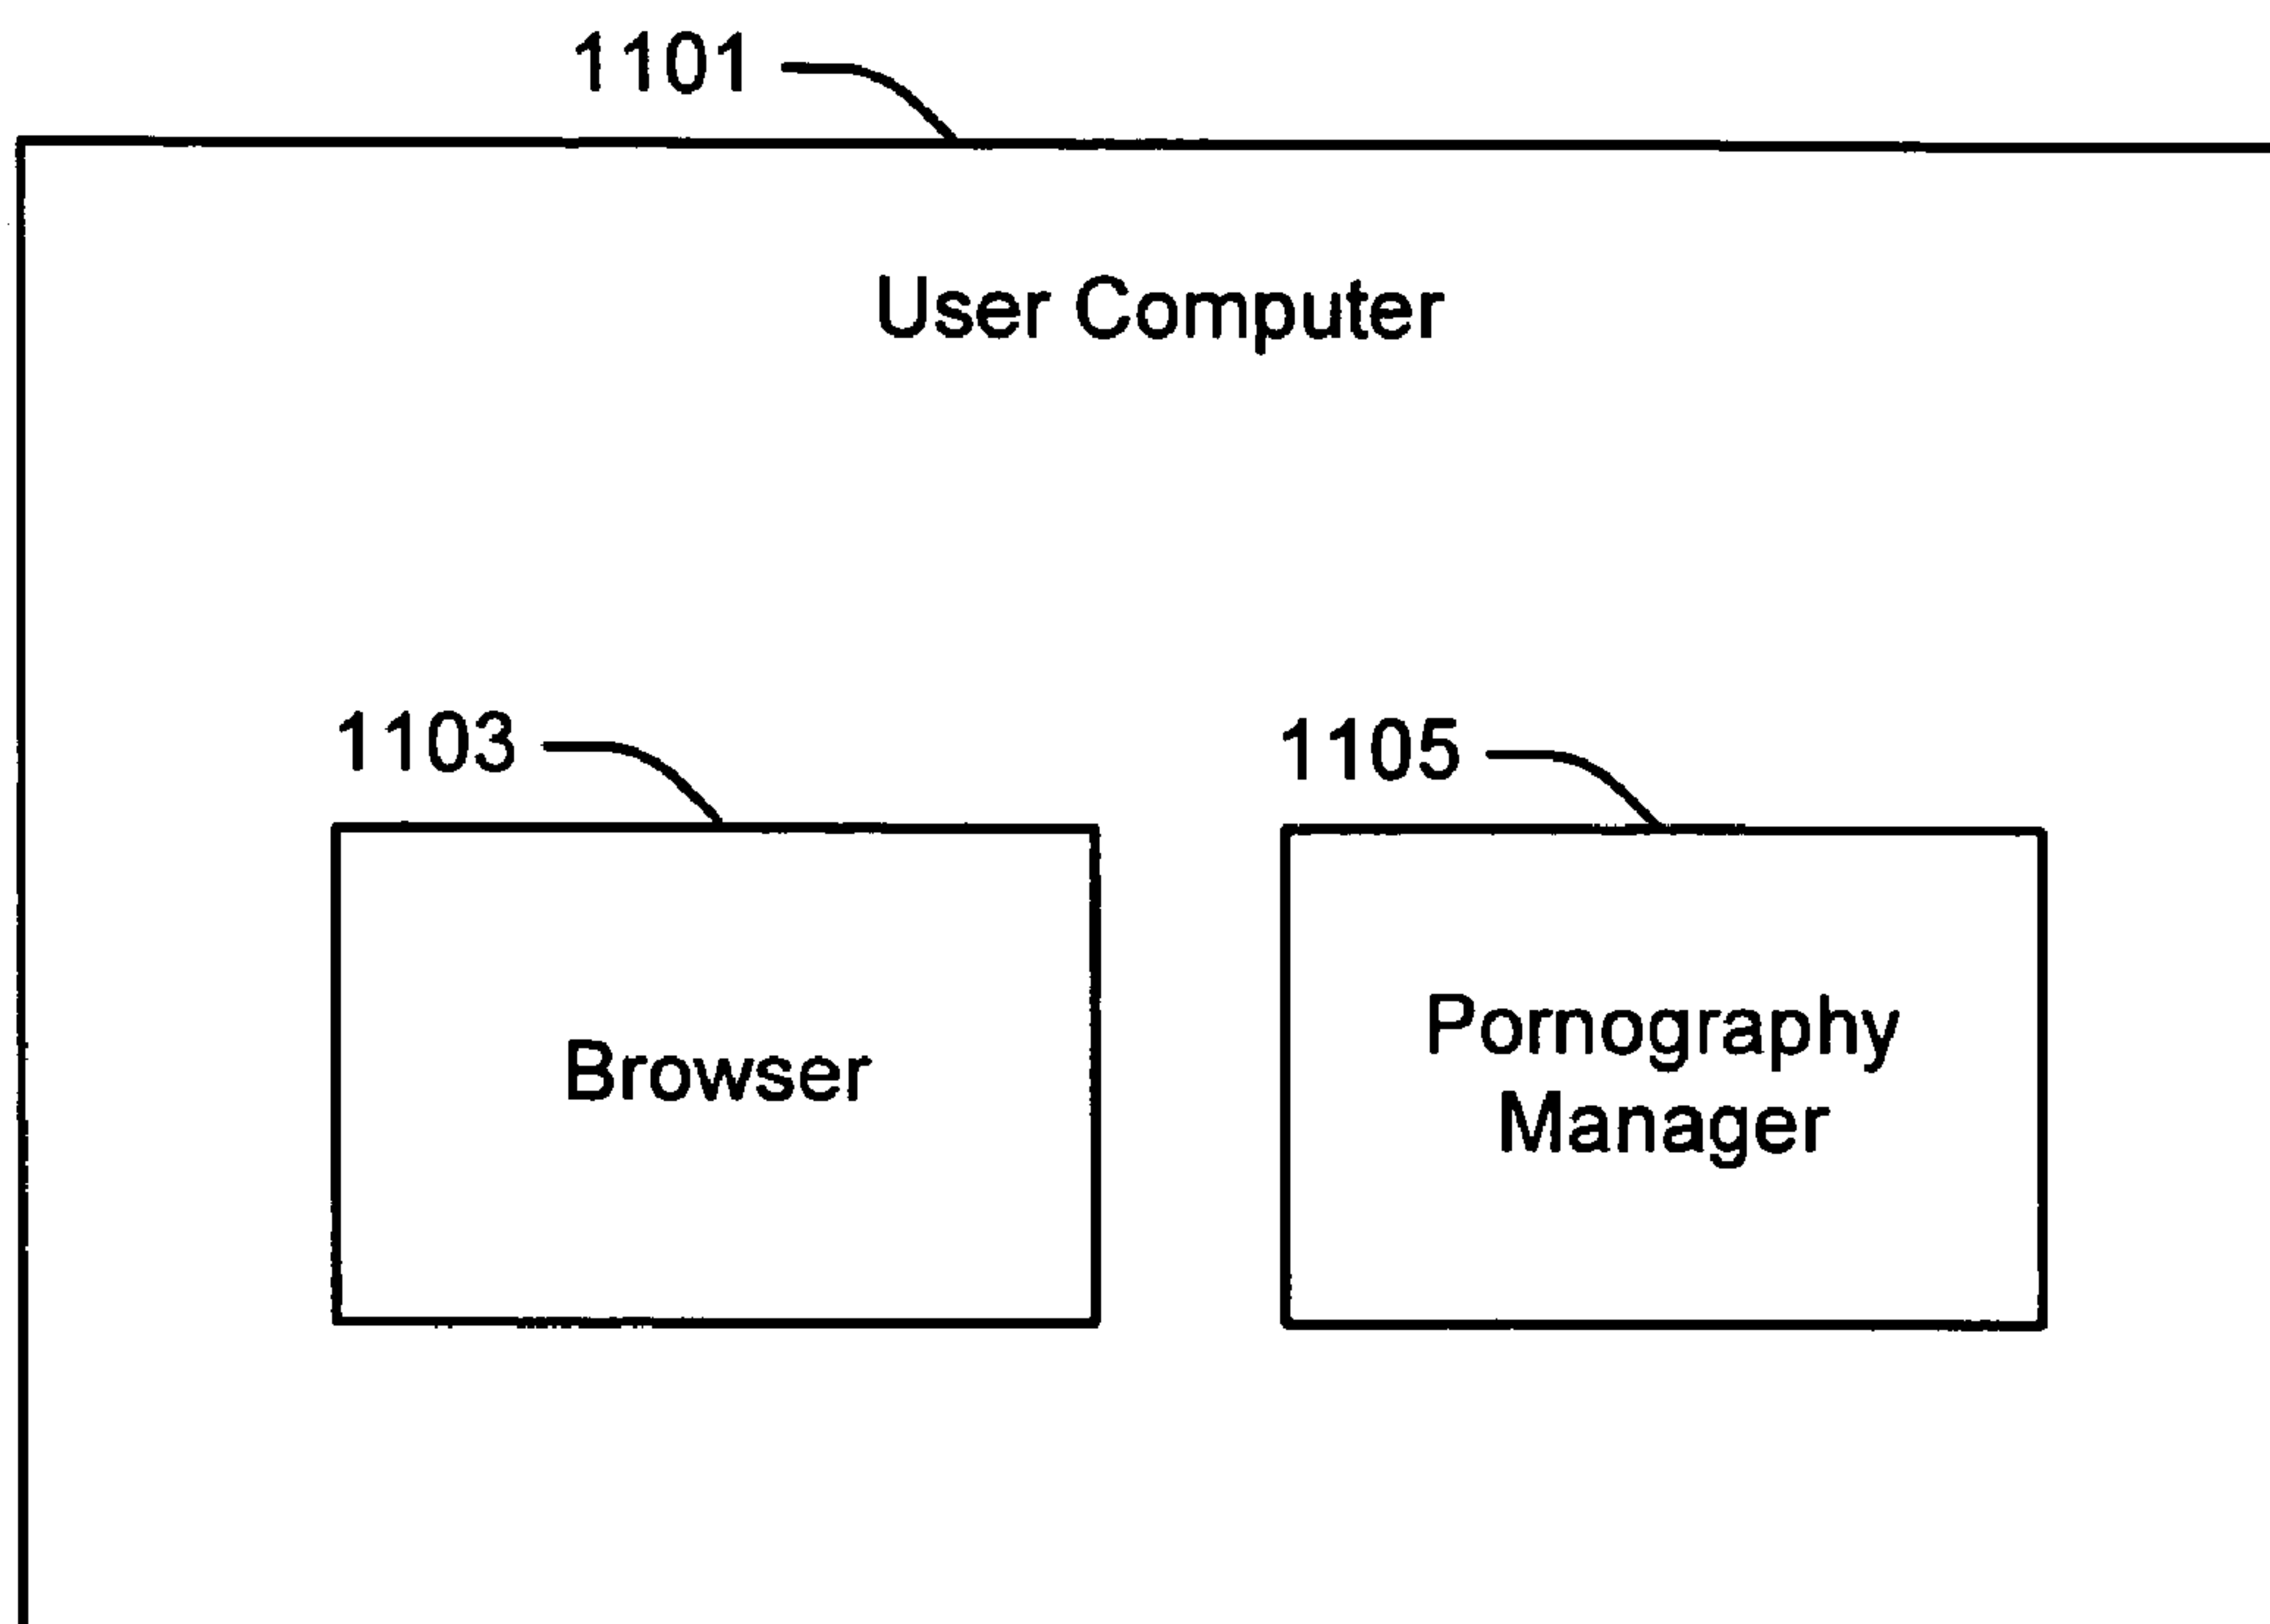 1101
User Computer
1103
1105
Browser
Pornography
Manager